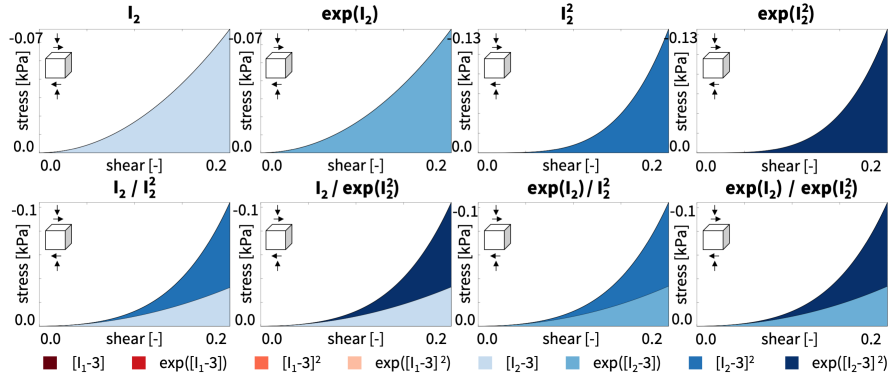 I₂ exp(I₂) I₂² exp(I₂²)
-0.07 -0.07 -0.13 -0.13
stress [kPa] stress [kPa] stress [kPa] stress [kPa]
0.0 0.0 0.0 0.0
0.0 shear [-] 0.2 0.0 shear [-] 0.2 0.0 shear [-] 0.2 0.0 shear [-] 0.2
I₂ / I₂² I₂ / exp(I₂²) exp(I₂) / I₂² exp(I₂) / exp(I₂²)
-0.1 -0.1 -0.1 -0.1
stress [kPa] stress [kPa] stress [kPa] stress [kPa]
0.0 0.0 0.0 0.0
0.0 shear [-] 0.2 0.0 shear [-] 0.2 0.0 shear [-] 0.2 0.0 shear [-] 0.2
[I₁-3] exp([I₁-3]) [I₁-3]² exp([I₁-3]²) [I₂-3] exp([I₂-3]) [I₂-3]² exp([I₂-3]²)